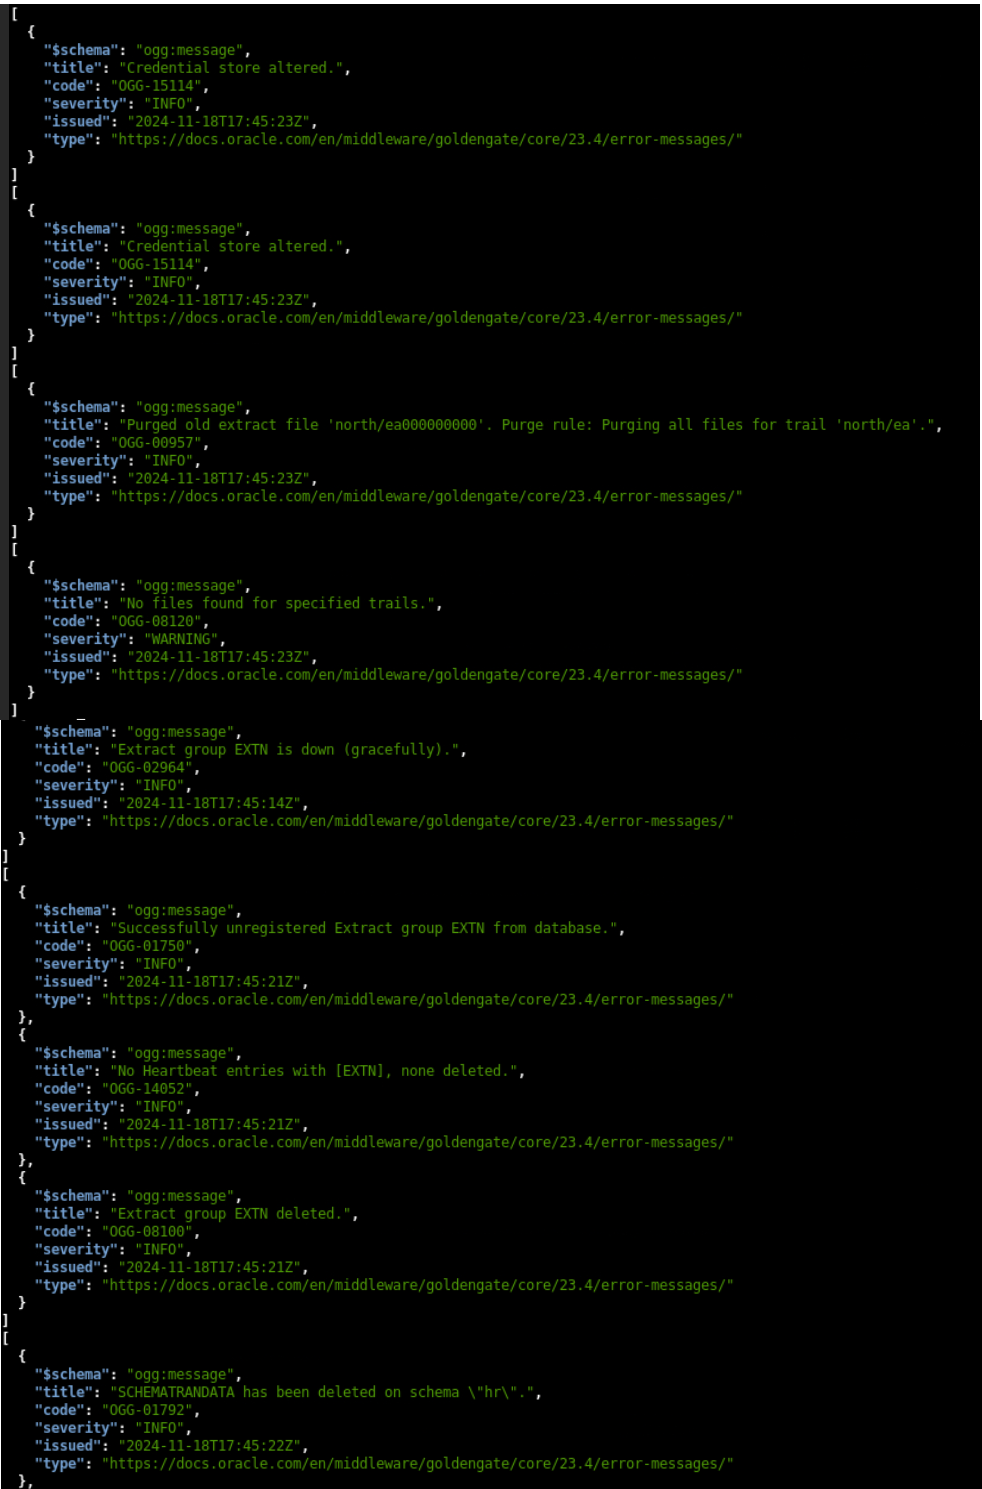 [
  {
    "$schema": "ogg:message",
    "title": "Credential store altered.",
    "code": "OGG-15114",
    "severity": "INFO",
    "issued": "2024-11-18T17:45:23Z",
    "type": "https://docs.oracle.com/en/middleware/goldengate/core/23.4/error-messages/"
  }
]
[
  {
    "$schema": "ogg:message",
    "title": "Credential store altered.",
    "code": "OGG-15114",
    "severity": "INFO",
    "issued": "2024-11-18T17:45:23Z",
    "type": "https://docs.oracle.com/en/middleware/goldengate/core/23.4/error-messages/"
  }
]
[
  {
    "$schema": "ogg:message",
    "title": "Purged old extract file 'north/ea000000000'. Purge rule: Purging all files for trail 'north/ea'.",
    "code": "OGG-00957",
    "severity": "INFO",
    "issued": "2024-11-18T17:45:23Z",
    "type": "https://docs.oracle.com/en/middleware/goldengate/core/23.4/error-messages/"
  }
]
[
  {
    "$schema": "ogg:message",
    "title": "No files found for specified trails.",
    "code": "OGG-08120",
    "severity": "WARNING",
    "issued": "2024-11-18T17:45:23Z",
    "type": "https://docs.oracle.com/en/middleware/goldengate/core/23.4/error-messages/"
  }
]
    "$schema": "ogg:message",
    "title": "Extract group EXTN is down (gracefully).",
    "code": "OGG-02964",
    "severity": "INFO",
    "issued": "2024-11-18T17:45:14Z",
    "type": "https://docs.oracle.com/en/middleware/goldengate/core/23.4/error-messages/"
  }
]
[
  {
    "$schema": "ogg:message",
    "title": "Successfully unregistered Extract group EXTN from database.",
    "code": "OGG-01750",
    "severity": "INFO",
    "issued": "2024-11-18T17:45:21Z",
    "type": "https://docs.oracle.com/en/middleware/goldengate/core/23.4/error-messages/"
  },
  {
    "$schema": "ogg:message",
    "title": "No Heartbeat entries with [EXTN], none deleted.",
    "code": "OGG-14052",
    "severity": "INFO",
    "issued": "2024-11-18T17:45:21Z",
    "type": "https://docs.oracle.com/en/middleware/goldengate/core/23.4/error-messages/"
  },
  {
    "$schema": "ogg:message",
    "title": "Extract group EXTN deleted.",
    "code": "OGG-08100",
    "severity": "INFO",
    "issued": "2024-11-18T17:45:21Z",
    "type": "https://docs.oracle.com/en/middleware/goldengate/core/23.4/error-messages/"
  }
]
[
  {
    "$schema": "ogg:message",
    "title": "SCHEMATRANDATA has been deleted on schema \"hr\".",
    "code": "OGG-01792",
    "severity": "INFO",
    "issued": "2024-11-18T17:45:22Z",
    "type": "https://docs.oracle.com/en/middleware/goldengate/core/23.4/error-messages/"
  },